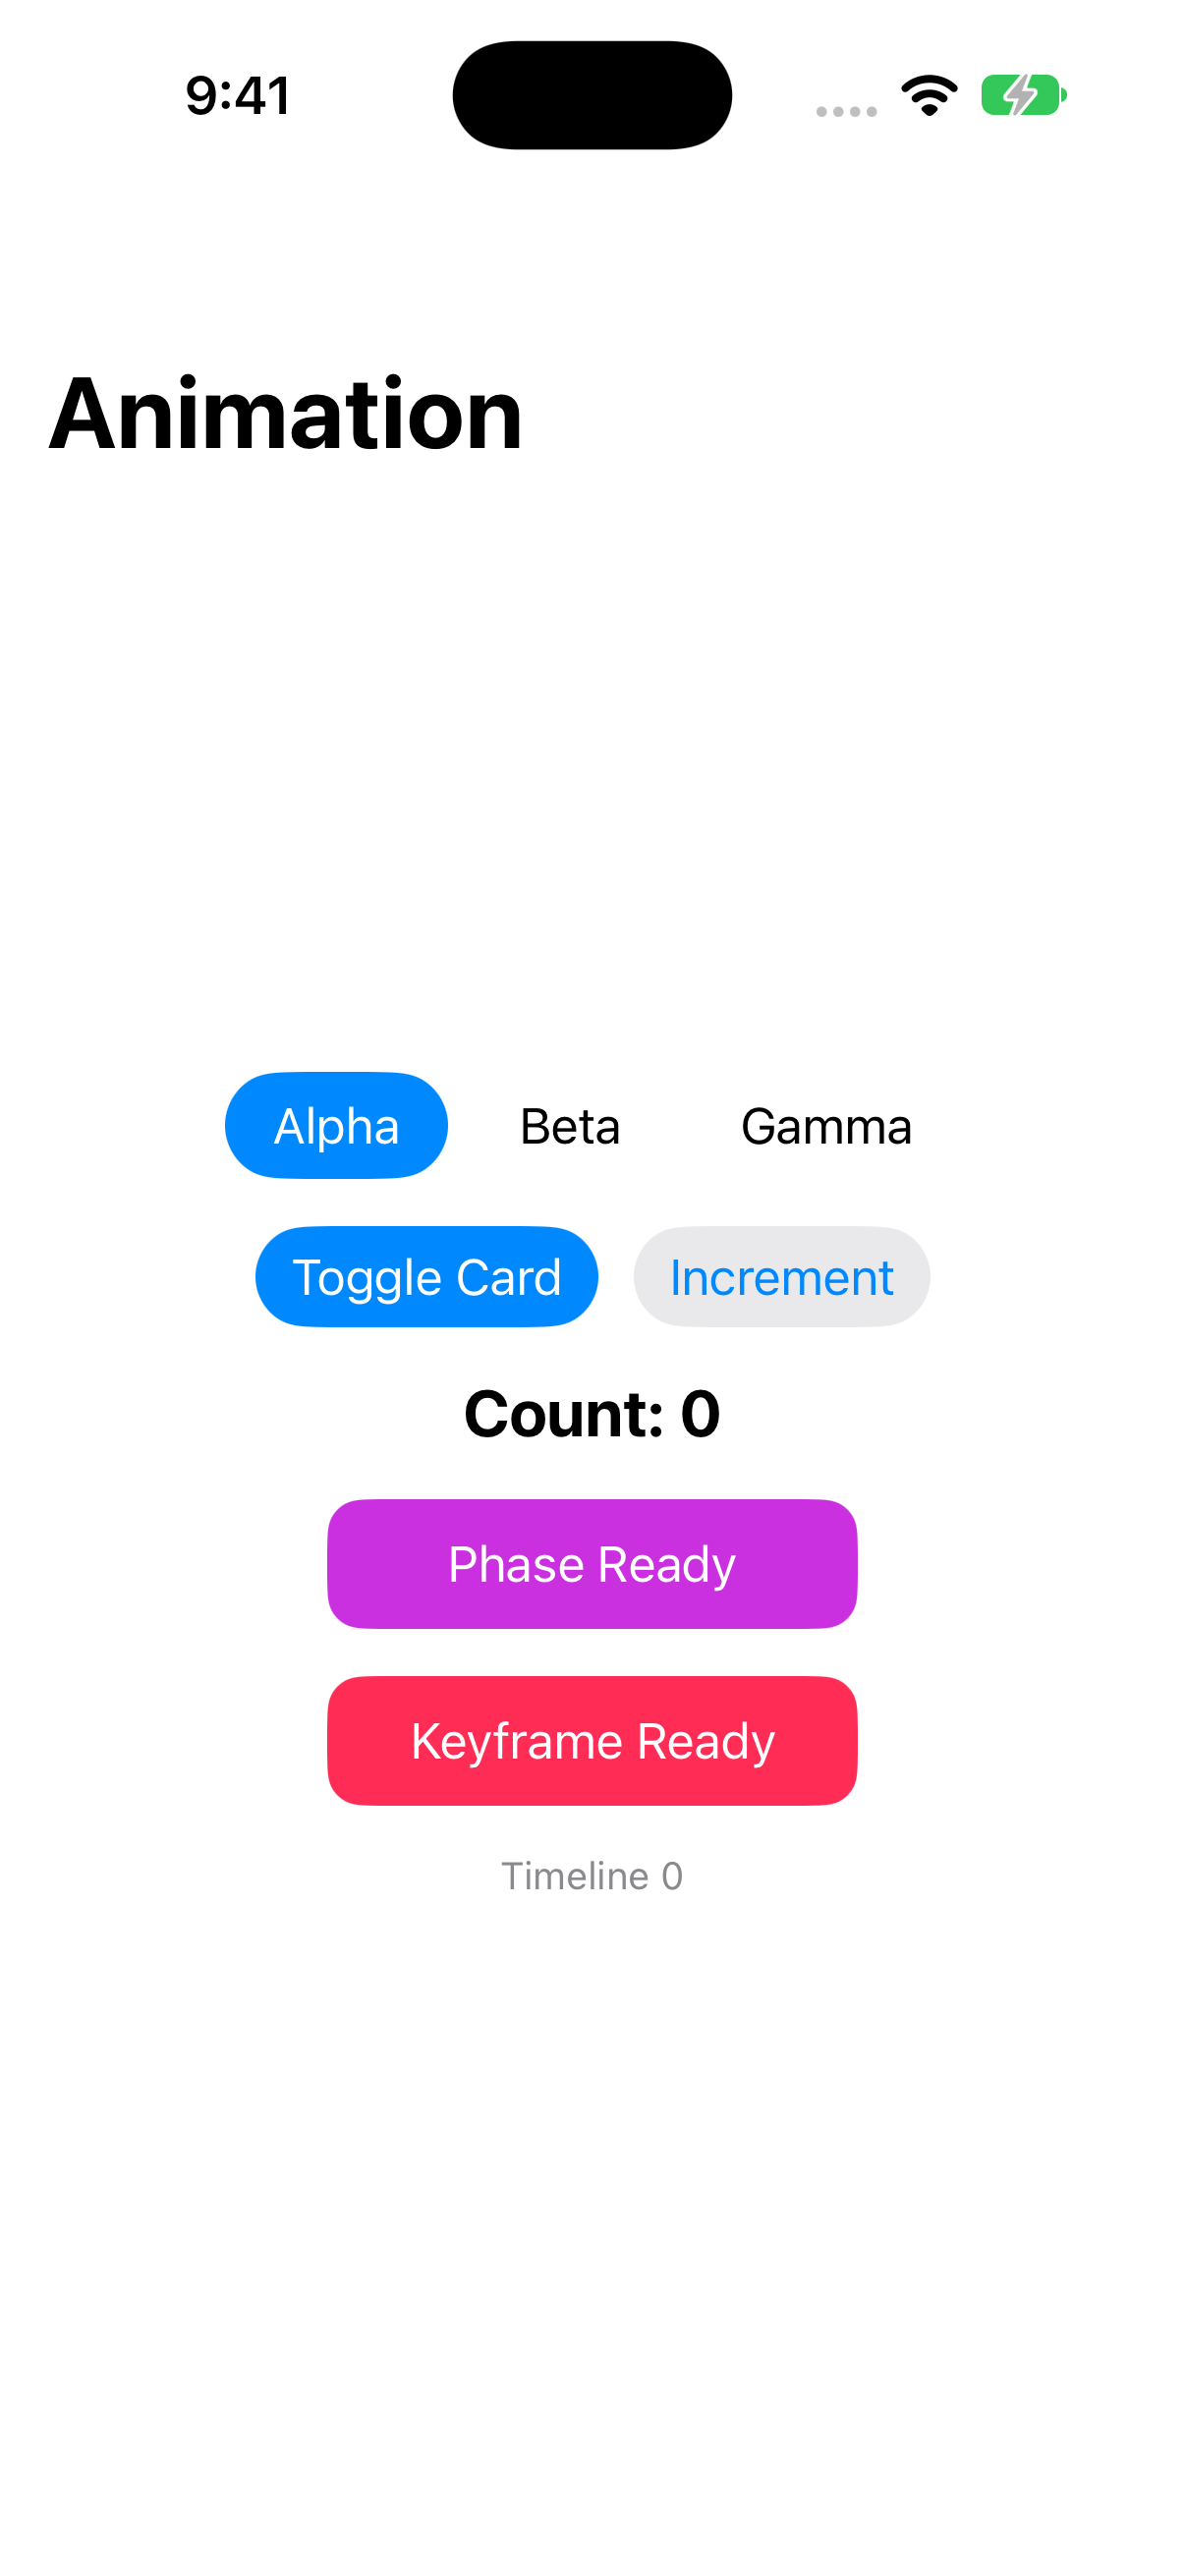 9:41
Animation
Alpha Beta Gamma
Toggle Card Increment
Count: 0
Phase Ready
Keyframe Ready
Timeline 0